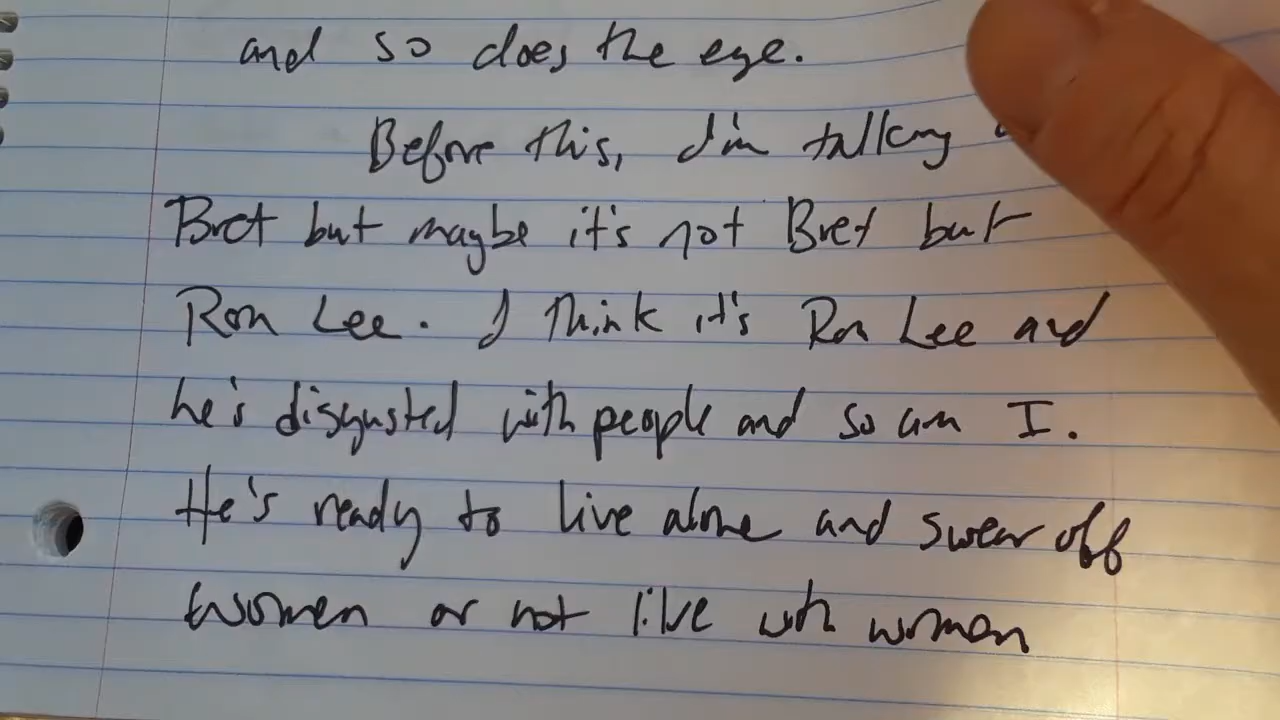 and so does the eye.
Before this, I'm talking
Bret but maybe it's not Bret but
Ron Lee. I think it's Ron Lee and
he's disgusted with people and so am I.
He's ready to live alone and swear off
women or not live with woman